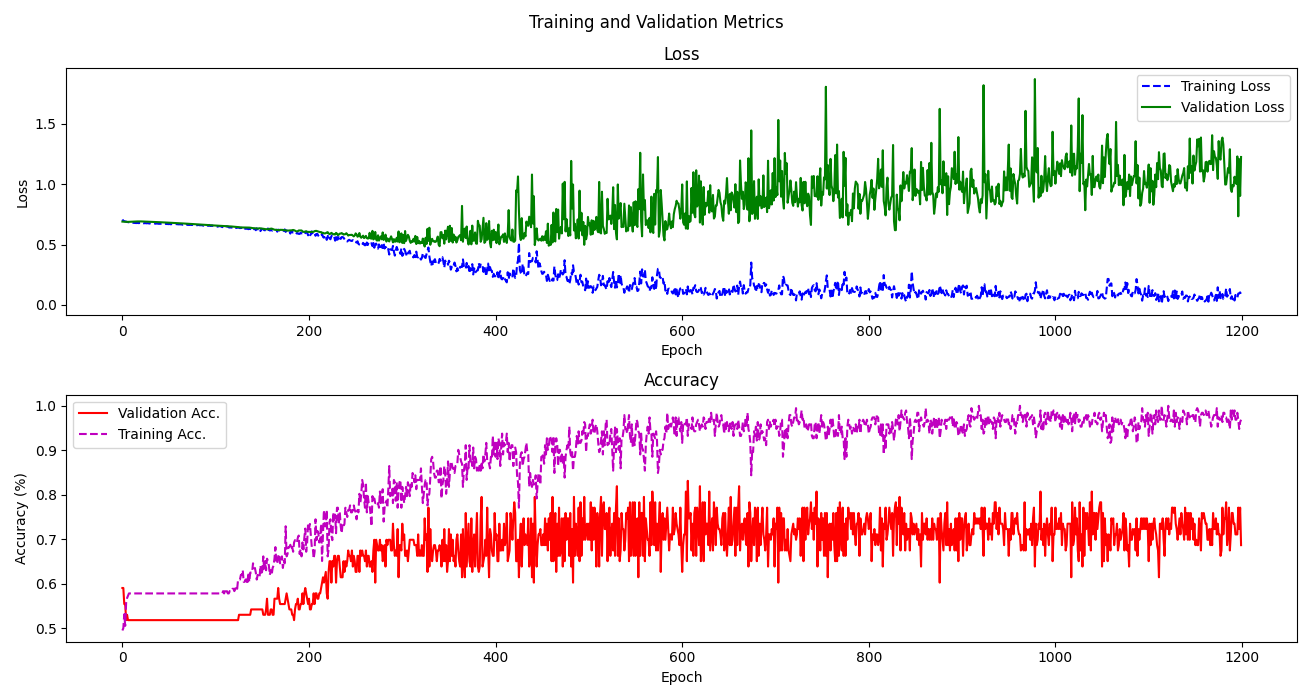 Training and Validation Metrics
Loss
Training Loss
Validation Loss
Loss
1.5
1.0
0.5
0.0
0 200 400 600 800 1000 1200
Epoch
Accuracy
Validation Acc.
Training Acc.
Accuracy (%)
1.0
0.9
0.8
0.7
0.6
0.5
0 200 400 600 800 1000 1200
Epoch